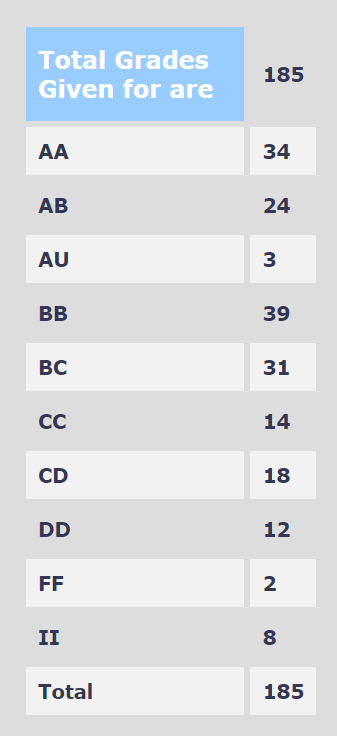 Total Grades
Given for are 185
AA 34
AB 24
AU 3
BB 39
BC 31
CC 14
CD 18
DD 12
FF 2
II 8
Total 185